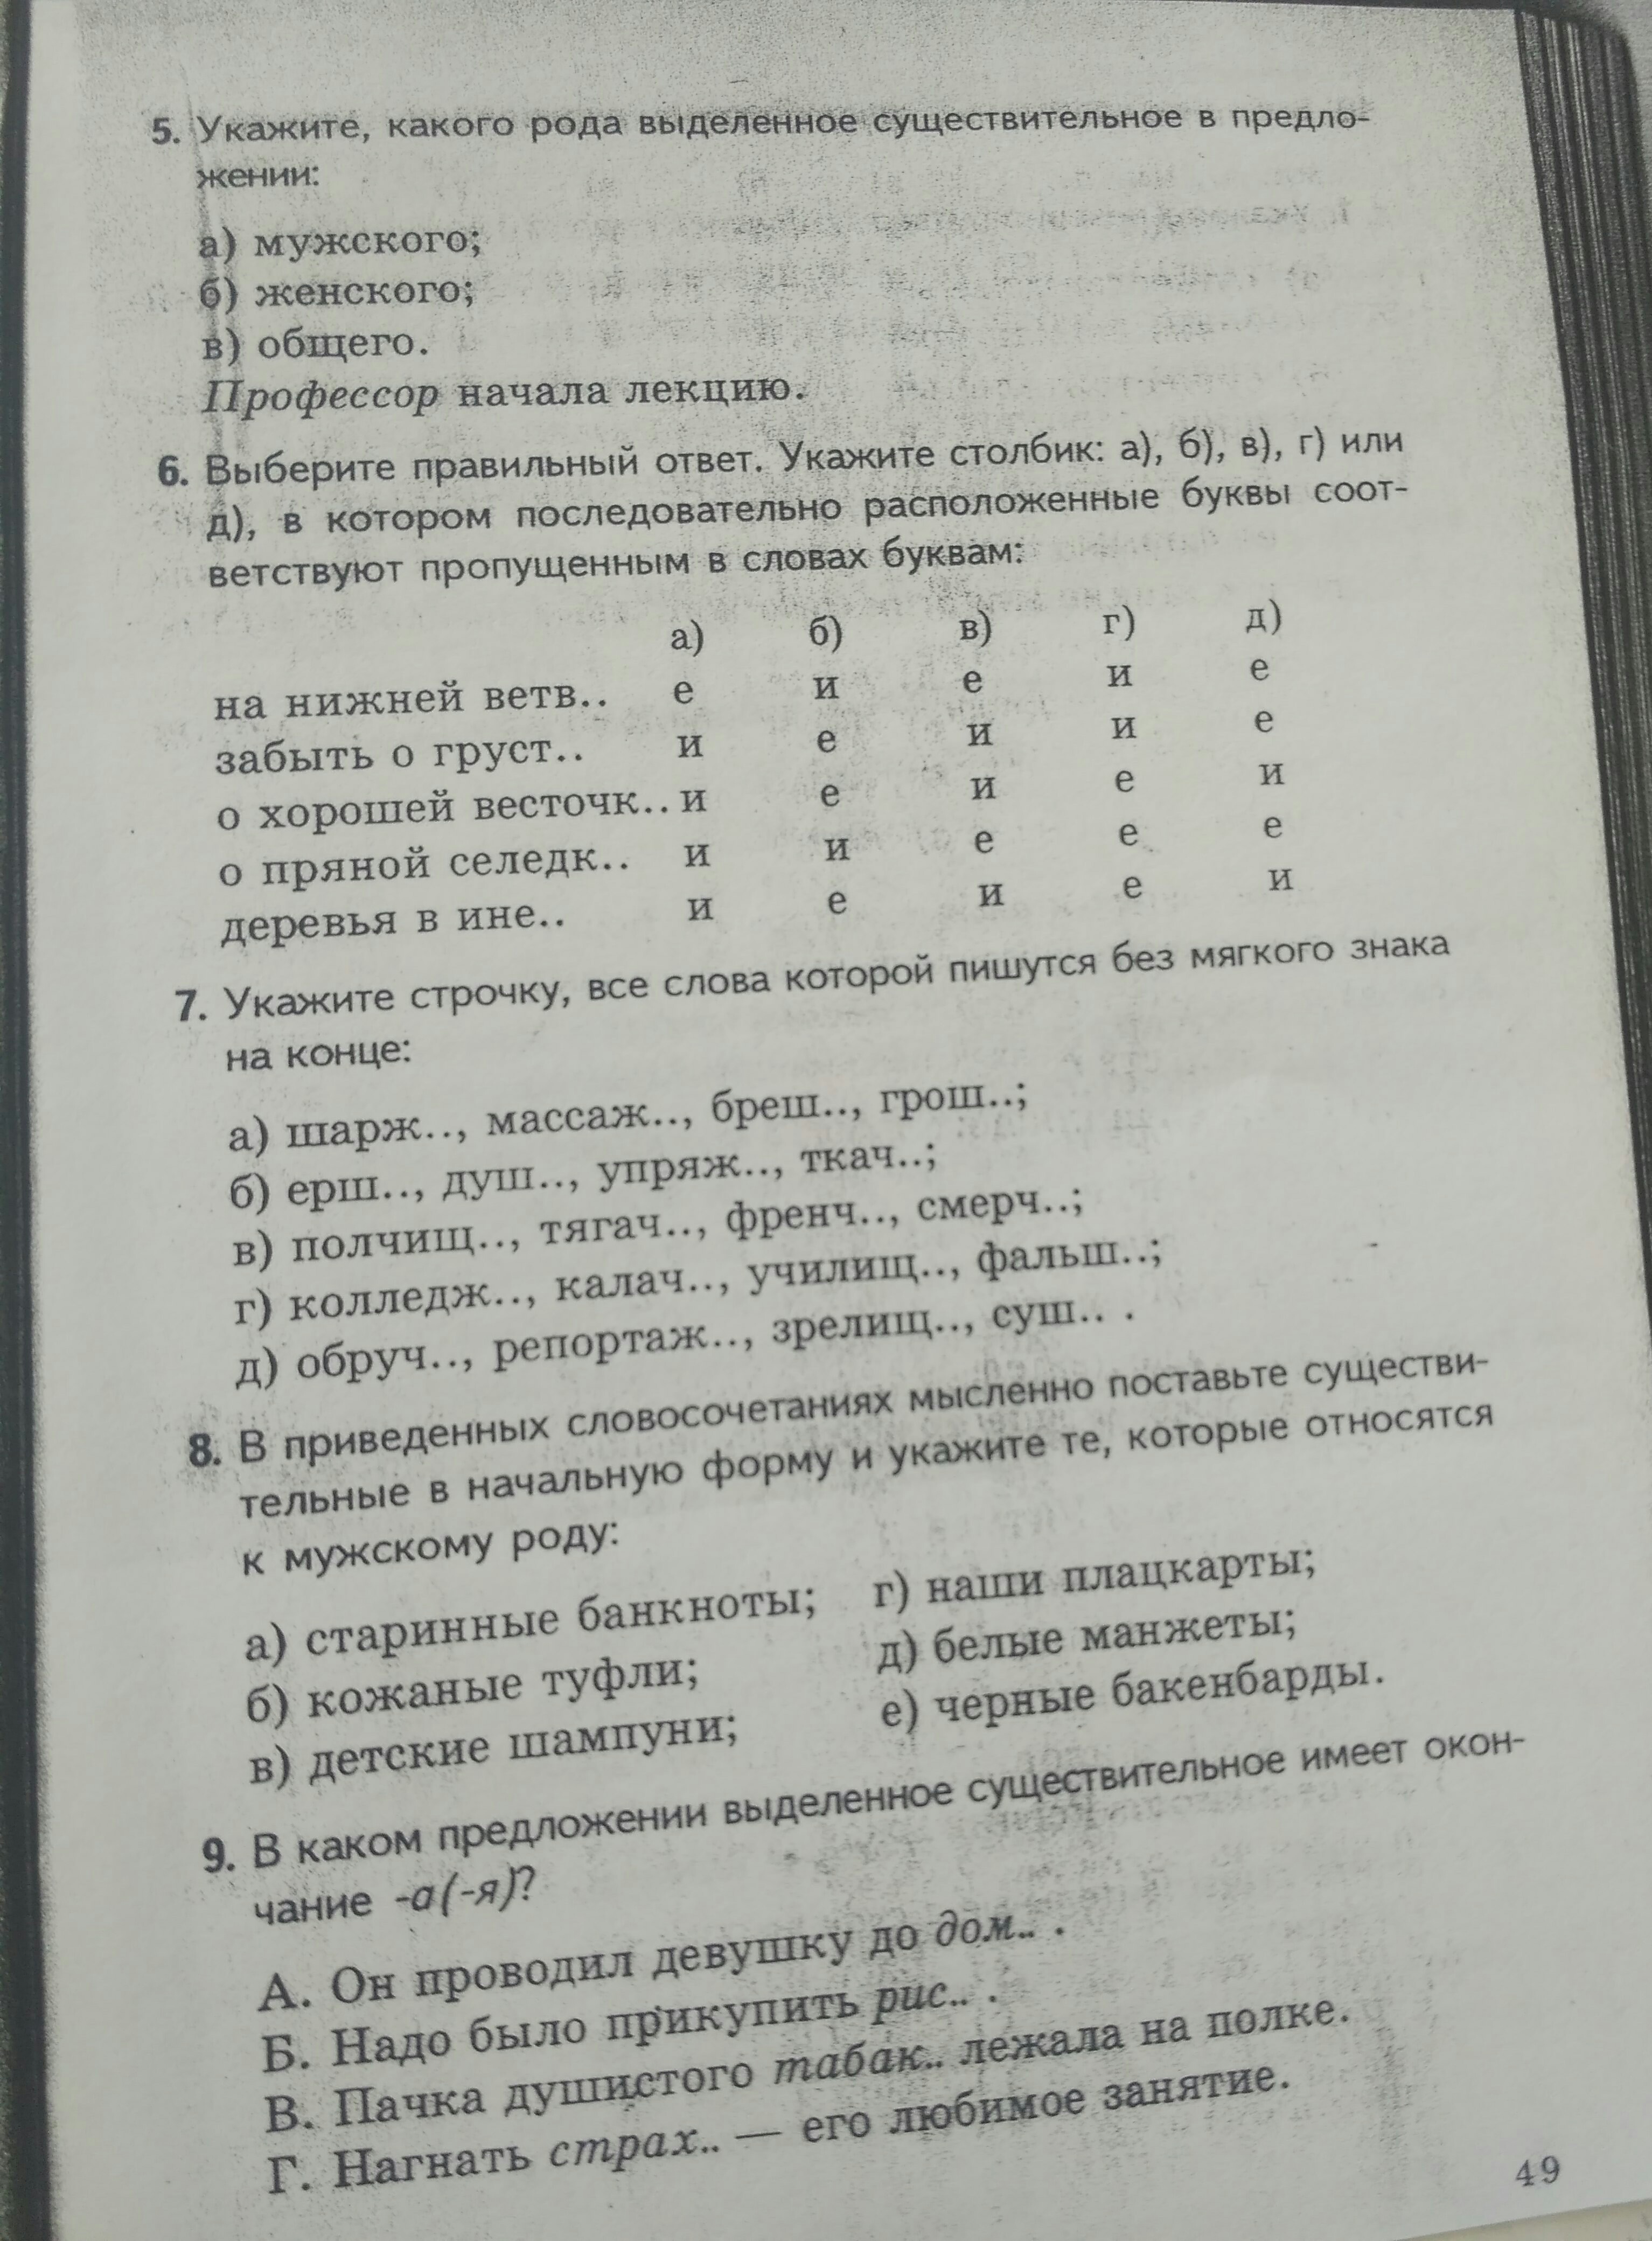 5. Укажите, какого рода выделенное существительное в предло-
жении:
а) мужского;
б) женского;
в) общего.
Профессор начала лекцию.
6. Выберите правильный ответ. Укажите столбик: а), б), в), г) или
д), в котором последовательно расположенные буквы соот-
ветствуют пропущенным в словах буквам:
а) б) в) г) д)
на нижней ветв.. е и е и е
забыть о груст.. и е и и е
о хорошей весточк.. и е и е и
о пряной селедк.. и и е е е
деревья в ине.. и е и е и
7. Укажите строчку, все слова которой пишутся без мягкого знака
на конце:
а) шарж.., массаж.., бреш.., грош..;
б) ерш.., душ.., упряж.., ткач..;
в) полчищ.., тягач.., френч.., смерч..;
г) колледж.., калач.., училищ.., фальш..;
д) обруч.., репортаж.., зрелищ.., суш.. .
8. В приведенных словосочетаниях мысленно поставьте существи-
тельные в начальную форму и укажите те, которые относятся
к мужскому роду:
а) старинные банкноты; г) наши плацкарты;
б) кожаные туфли; д) белые манжеты;
в) детские шампуни; е) черные бакенбарды.
9. В каком предложении выделенное существительное имеет окон-
чание -а(-я)?
А. Он проводил девушку до дом.. .
Б. Надо было прикупить рис.. .
В. Пачка душистого табак.. лежала на полке.
Г. Нагнать страх.. — его любимое занятие.
49